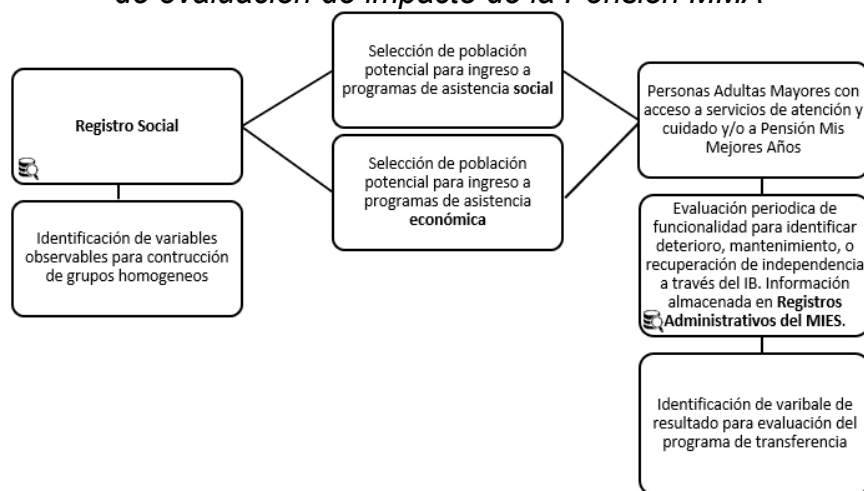 de evaluación de impacto de la Pensión MMA
Registro Social
Identificación de variables
observables para contrucción
de grupos homogeneos
Selección de población
potencial para ingreso a
programas de asistencia social
Selección de población
potencial para ingreso a
programas de asistencia
económica
Personas Adultas Mayores con
acceso a servicios de atención y
cuidado y/o a Pensión Mis
Mejores Años
Evaluación periodica de
funcionalidad para identificar
deterioro, mantenimiento, o
recuperación de independencia
a través del IB. Información
almacenada en Registros
Administrativos del MIES.
Identificación de varibale de
resultado para evaluación del
programa de transferencia